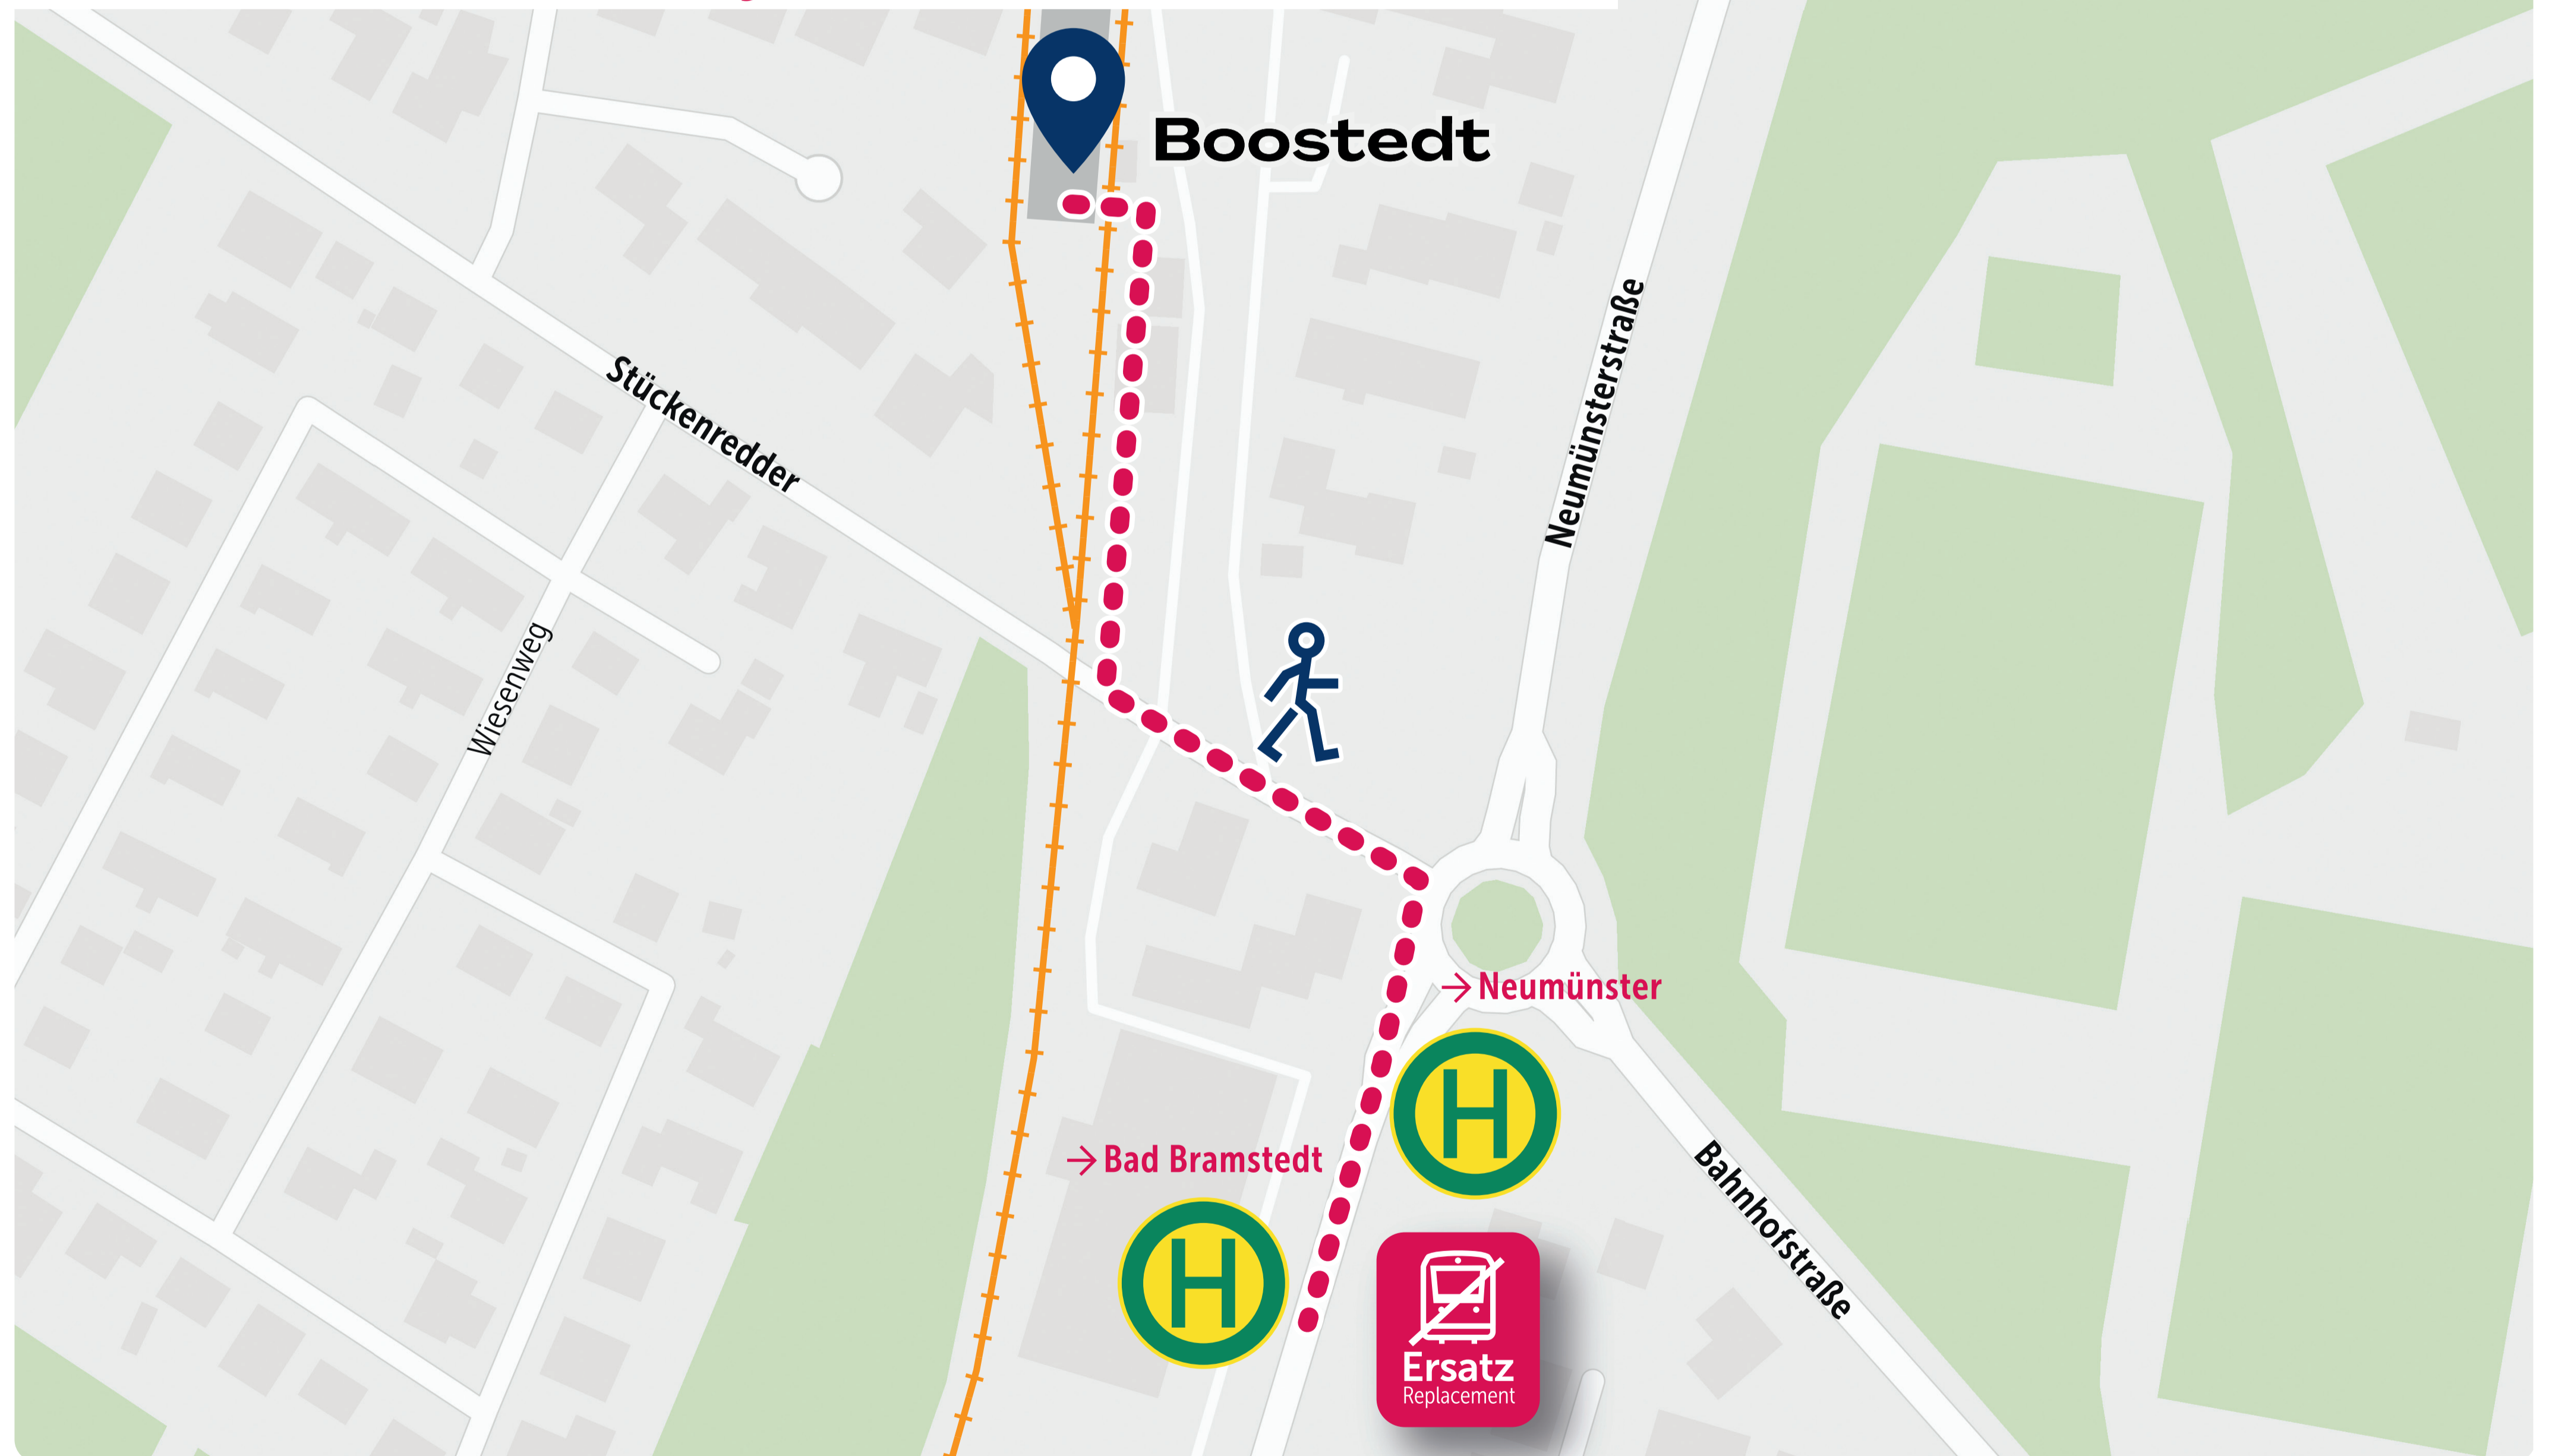 Boostedt
Neumünsterstraße
Stückenredder
Wiesenweg
→ Neumünster
H
→ Bad Bramstedt
H
Bahnhofstraße
Ersatz
Replacement